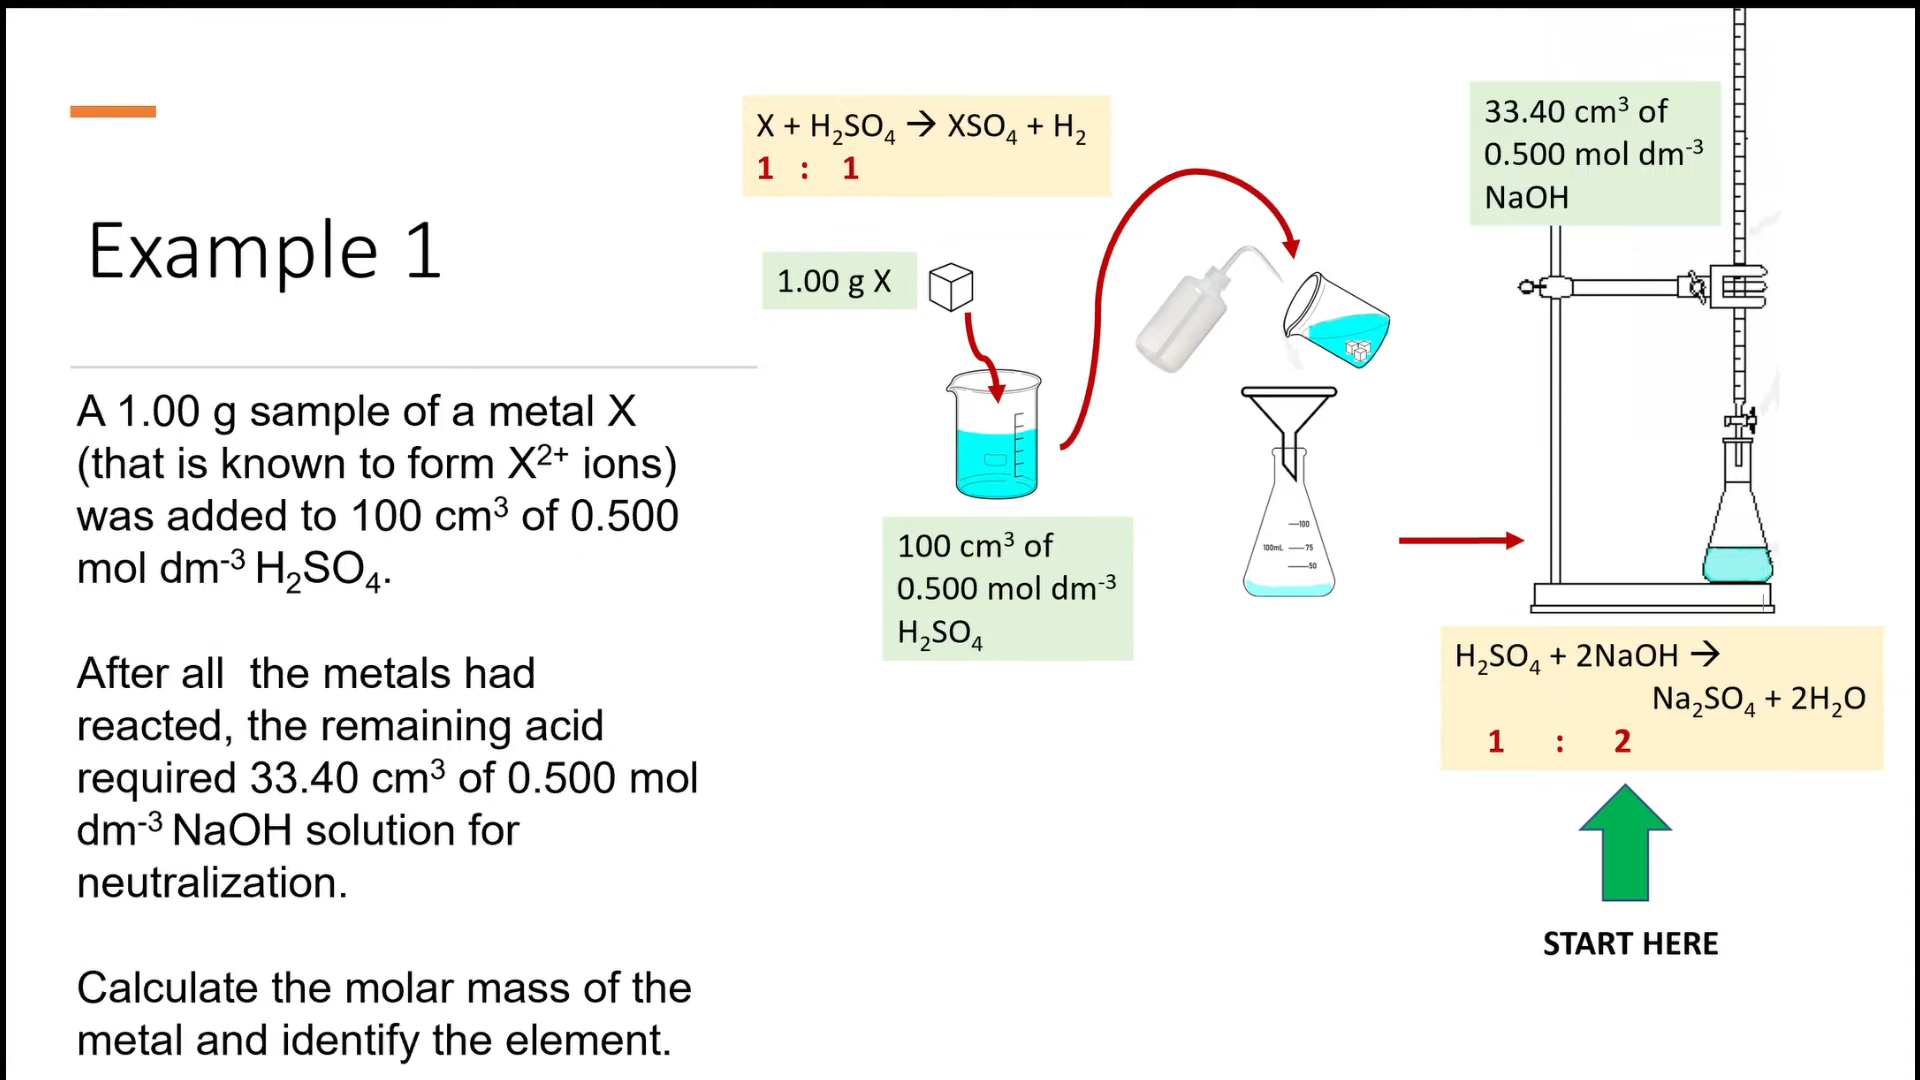 Example 1
A 1.00 g sample of a metal X
(that is known to form X²⁺ ions)
was added to 100 cm³ of 0.500
mol dm⁻³ H₂SO₄.
After all  the metals had
reacted, the remaining acid
required 33.40 cm³ of 0.500 mol
dm⁻³ NaOH solution for
neutralization.
Calculate the molar mass of the
metal and identify the element.
X + H₂SO₄ → XSO₄ + H₂
1 : 1
1.00 g X
100 cm³ of
0.500 mol dm⁻³
H₂SO₄
100
100mL 75
50
33.40 cm³ of
0.500 mol dm⁻³
NaOH
H₂SO₄ + 2NaOH →
Na₂SO₄ + 2H₂O
1 : 2
START HERE